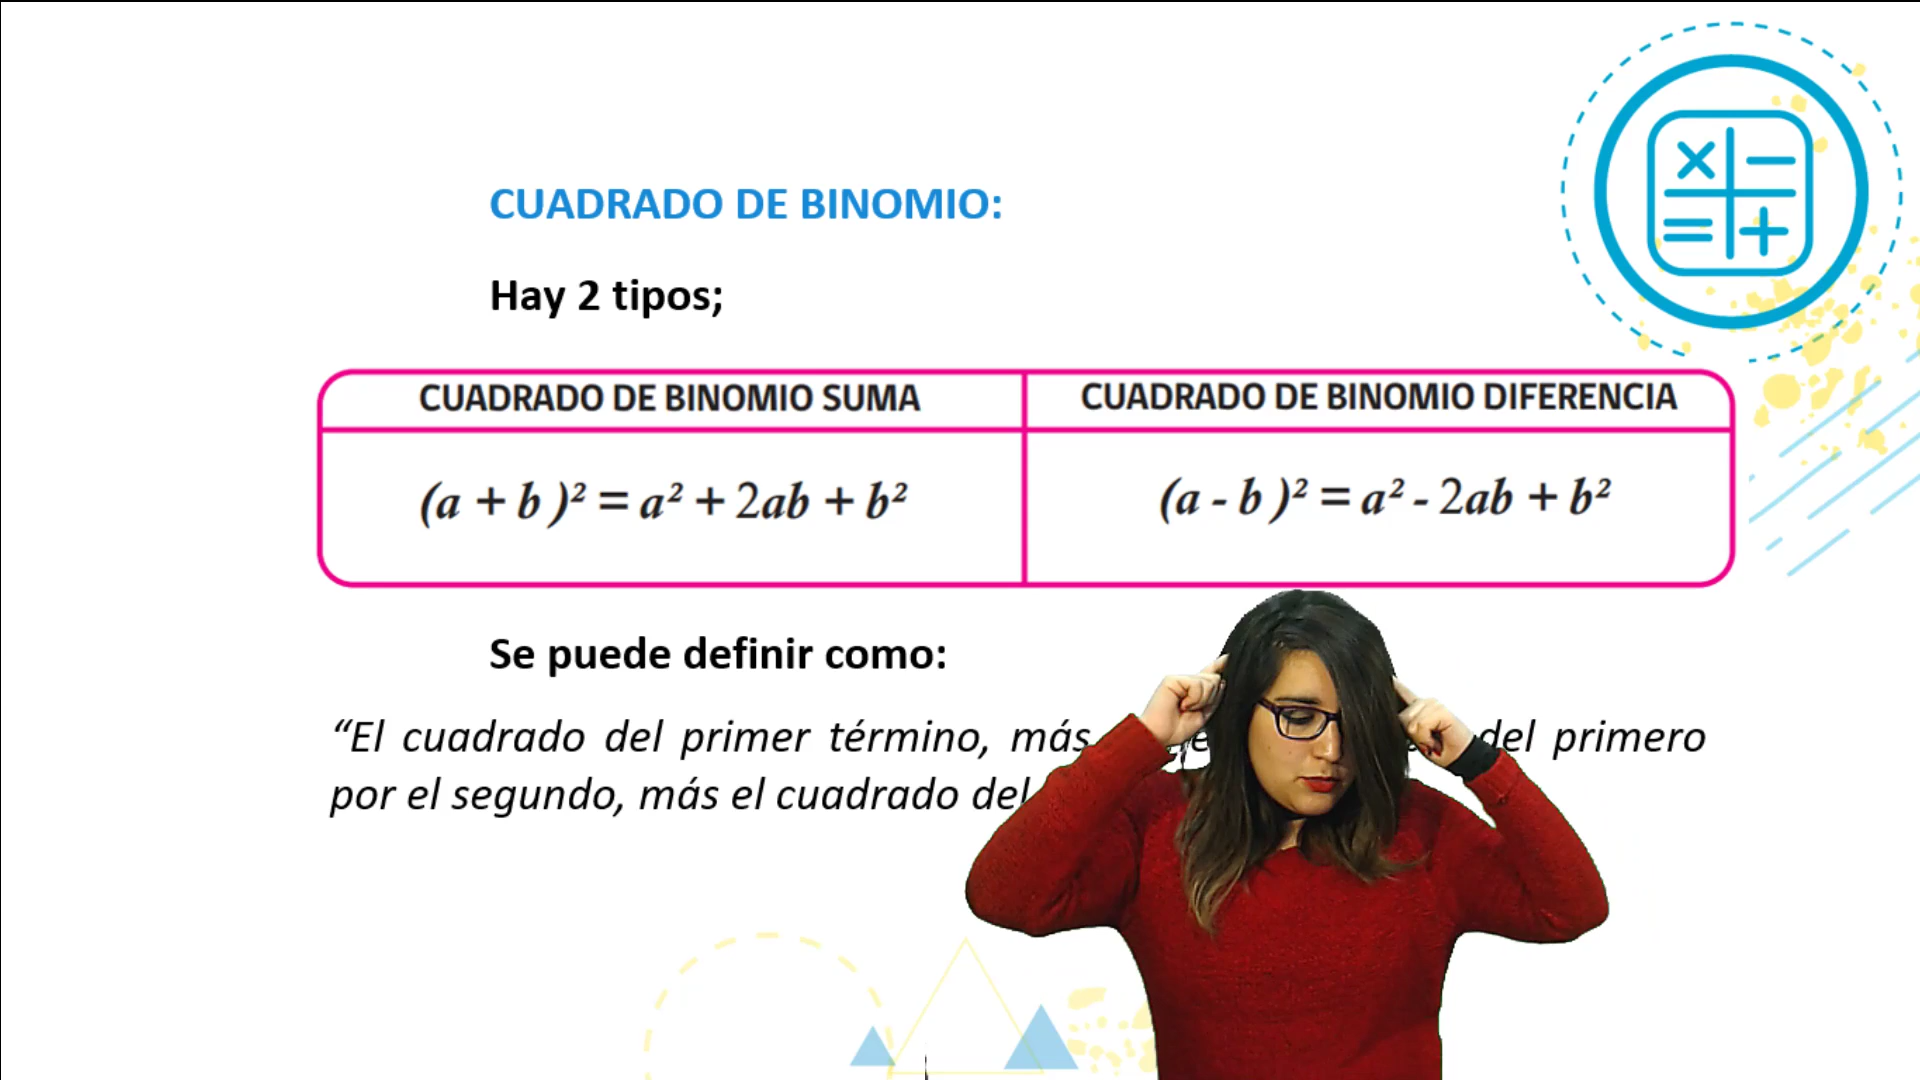 CUADRADO DE BINOMIO:
Hay 2 tipos;
CUADRADO DE BINOMIO SUMA
CUADRADO DE BINOMIO DIFERENCIA
(a + b )² = a² + 2ab + b²
(a - b )² = a² - 2ab + b²
Se puede definir como:
“El cuadrado del primer término, más del primero
por el segundo, más el cuadrado del